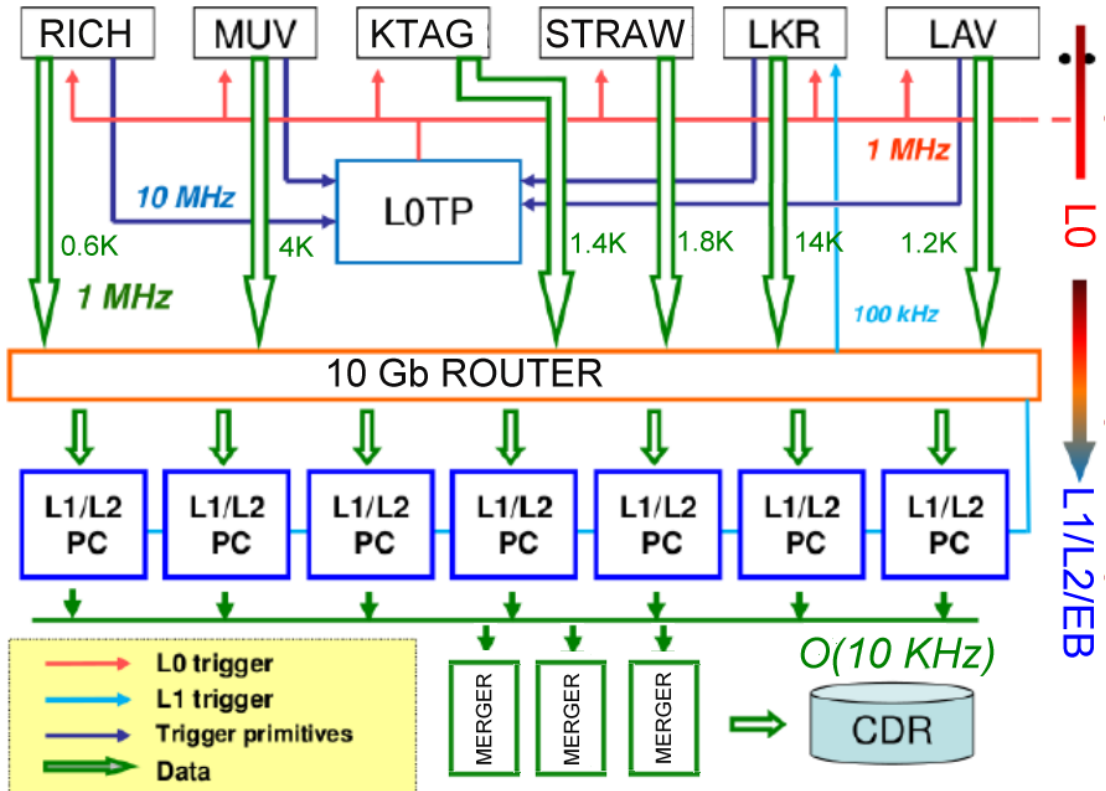 RICH
MUV
KTAG
STRAW
LKR
LAV
1 MHz
10 MHz
L0TP
L0
0.6K
4K
1.4K
1.8K
14K
1.2K
1 MHz
100 kHz
10 Gb ROUTER
L1/L2
PC
L1/L2
PC
L1/L2
PC
L1/L2
PC
L1/L2
PC
L1/L2
PC
L1/L2
PC
L1/L2/EB
L0 trigger
L1 trigger
Trigger primitives
Data
MERGER
MERGER
MERGER
O(10 KHz)
CDR